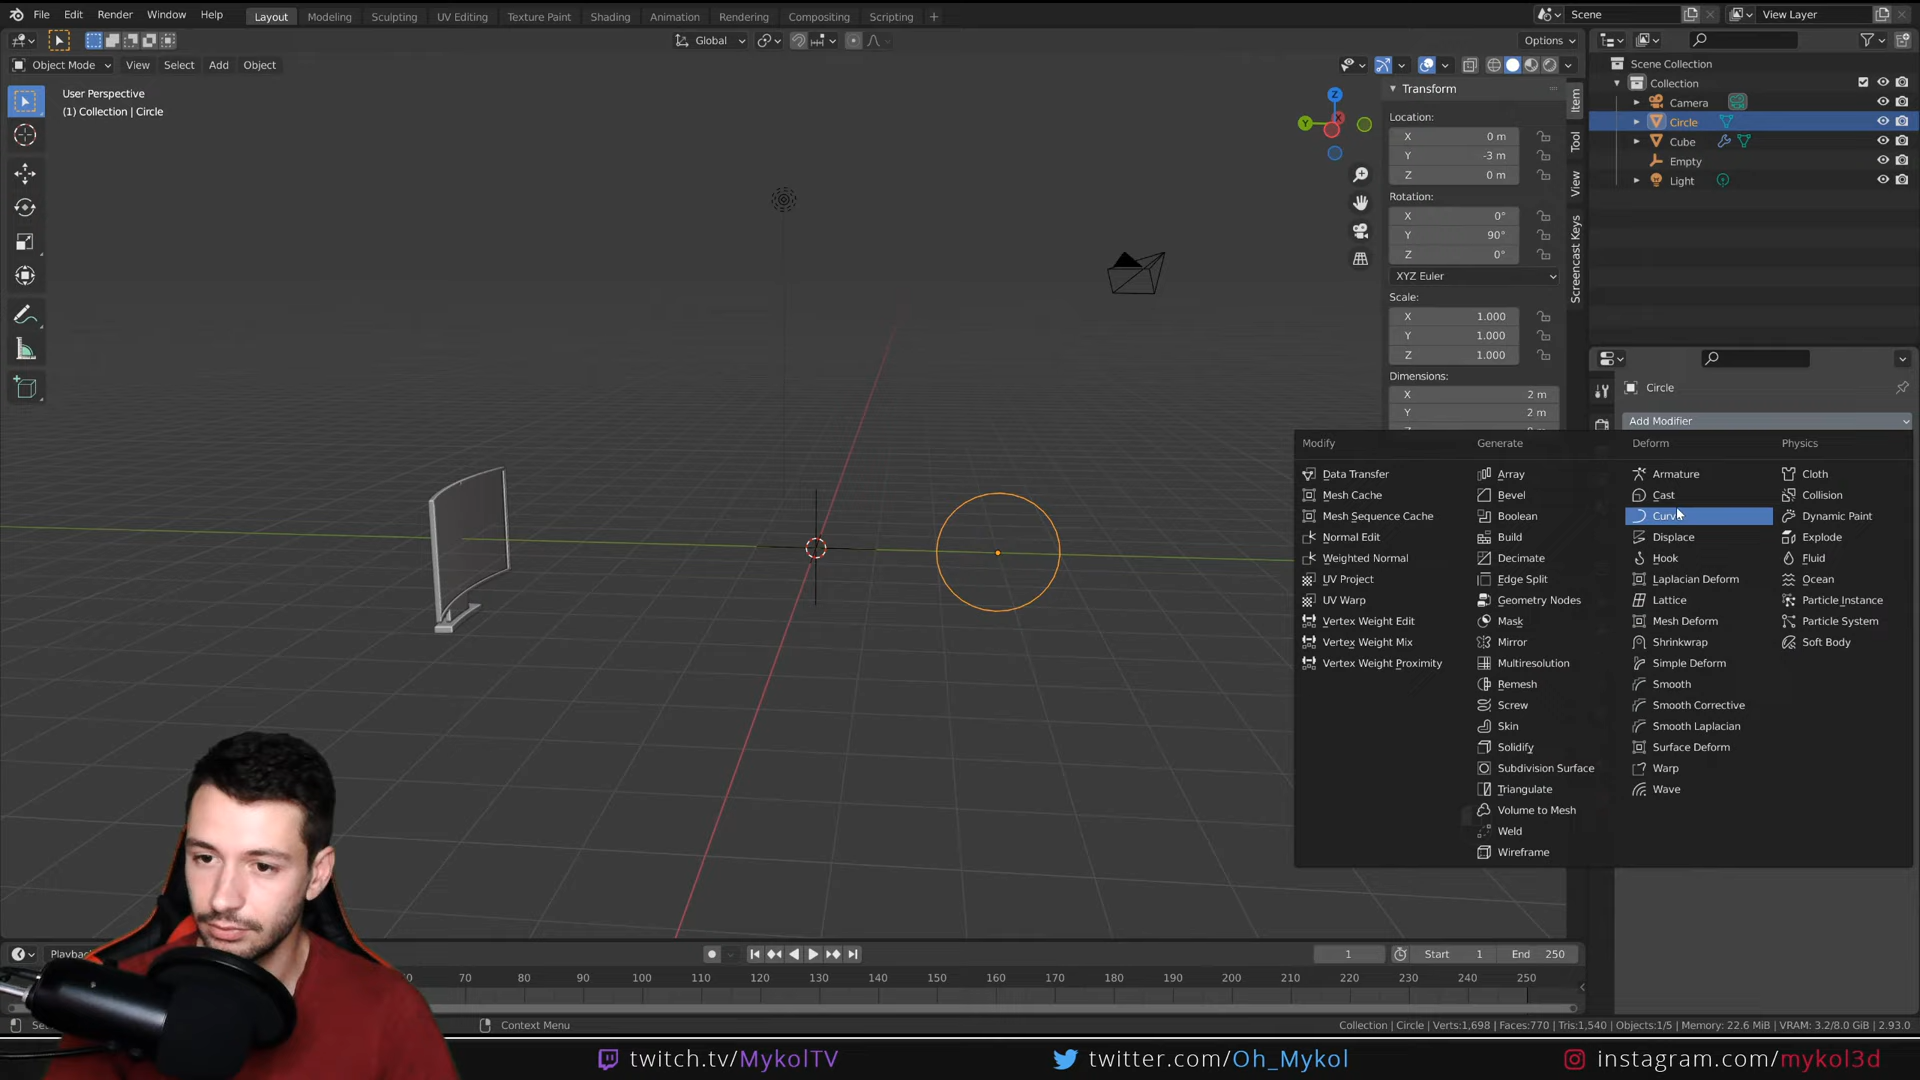 File Edit Render Window Help
Layout Modeling Sculpting UV Editing Texture Paint Shading Animation Rendering Compositing Scripting +
Scene View Layer
Global Options
Object Mode View Select Add Object
User Perspective
(1) Collection | Circle
Z
X
Y
Item
Tool
View
Screencast Keys
Transform
Location:
X 0 m
Y -3 m
Z 0 m
Rotation:
X 0°
Y 90°
Z 0°
XYZ Euler
Scale:
X 1.000
Y 1.000
Z 1.000
Dimensions:
X 2 m
Y 2 m
Scene Collection
Collection
Camera
Circle
Cube
Empty
Light
Circle
Add Modifier
Modify
Data Transfer
Mesh Cache
Mesh Sequence Cache
Normal Edit
Weighted Normal
UV Project
UV Warp
Vertex Weight Edit
Vertex Weight Mix
Vertex Weight Proximity
Generate
Array
Bevel
Boolean
Build
Decimate
Edge Split
Geometry Nodes
Mask
Mirror
Multiresolution
Remesh
Screw
Skin
Solidify
Subdivision Surface
Triangulate
Volume to Mesh
Weld
Wireframe
Deform
Armature
Cast
Curve
Displace
Hook
Laplacian Deform
Lattice
Mesh Deform
Shrinkwrap
Simple Deform
Smooth
Smooth Corrective
Smooth Laplacian
Surface Deform
Warp
Wave
Physics
Cloth
Collision
Dynamic Paint
Explode
Fluid
Ocean
Particle Instance
Particle System
Soft Body
1 Start 1 End 250
70 80 90 100 110 120 130 140 150 160 170 180 190 200 210 220 230 240 250
Context Menu
Collection | Circle | Verts:1,698 | Faces:770 | Tris:1,540 | Objects:1/5 | Memory: 22.6 MiB | VRAM: 3.2/8.0 GiB | 2.93.0
twitch.tv/MykolTV twitter.com/Oh_Mykol instagram.com/mykol3d